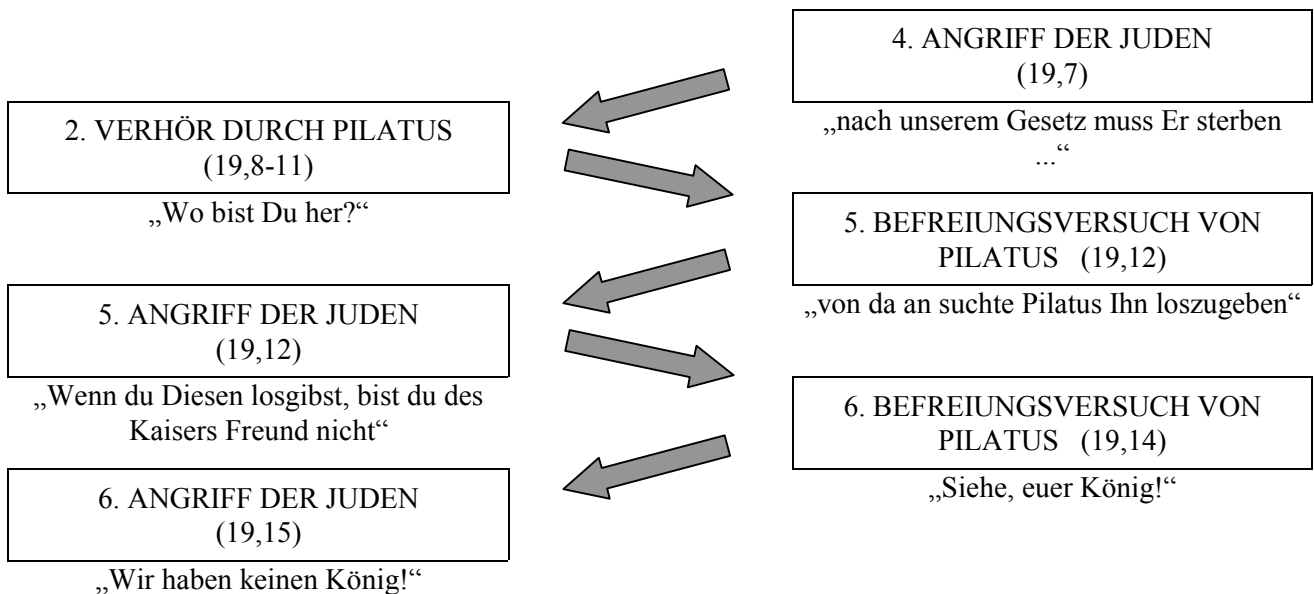 4. ANGRIFF DER JUDEN
(19,7)
„nach unserem Gesetz muss Er sterben
...“
2. VERHÖR DURCH PILATUS
(19,8-11)
„Wo bist Du her?“
5. BEFREIUNGSVERSUCH VON
PILATUS (19,12)
„von da an suchte Pilatus Ihn loszugeben“
5. ANGRIFF DER JUDEN
(19,12)
„Wenn du Diesen losgibst, bist du des
Kaisers Freund nicht“
6. BEFREIUNGSVERSUCH VON
PILATUS (19,14)
„Siehe, euer König!“
6. ANGRIFF DER JUDEN
(19,15)
„Wir haben keinen König!“